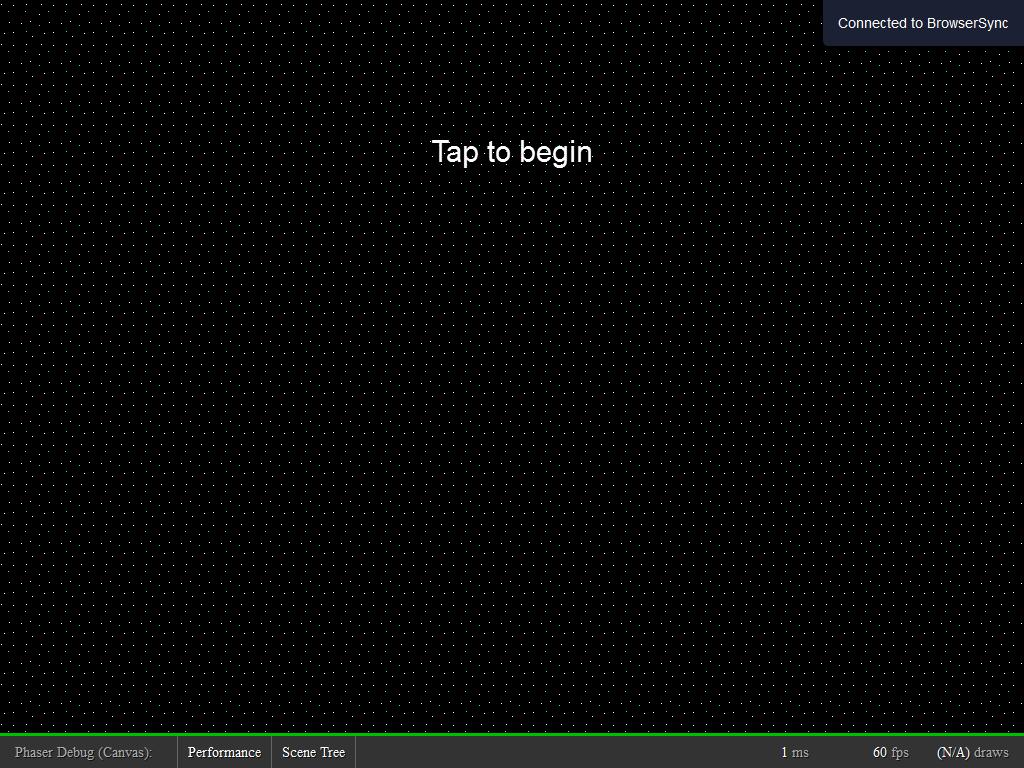 Connected to BrowserSync
Tap to begin
Phaser Debug (Canvas): Performance Scene Tree 1 ms 60 fps (N/A) draws